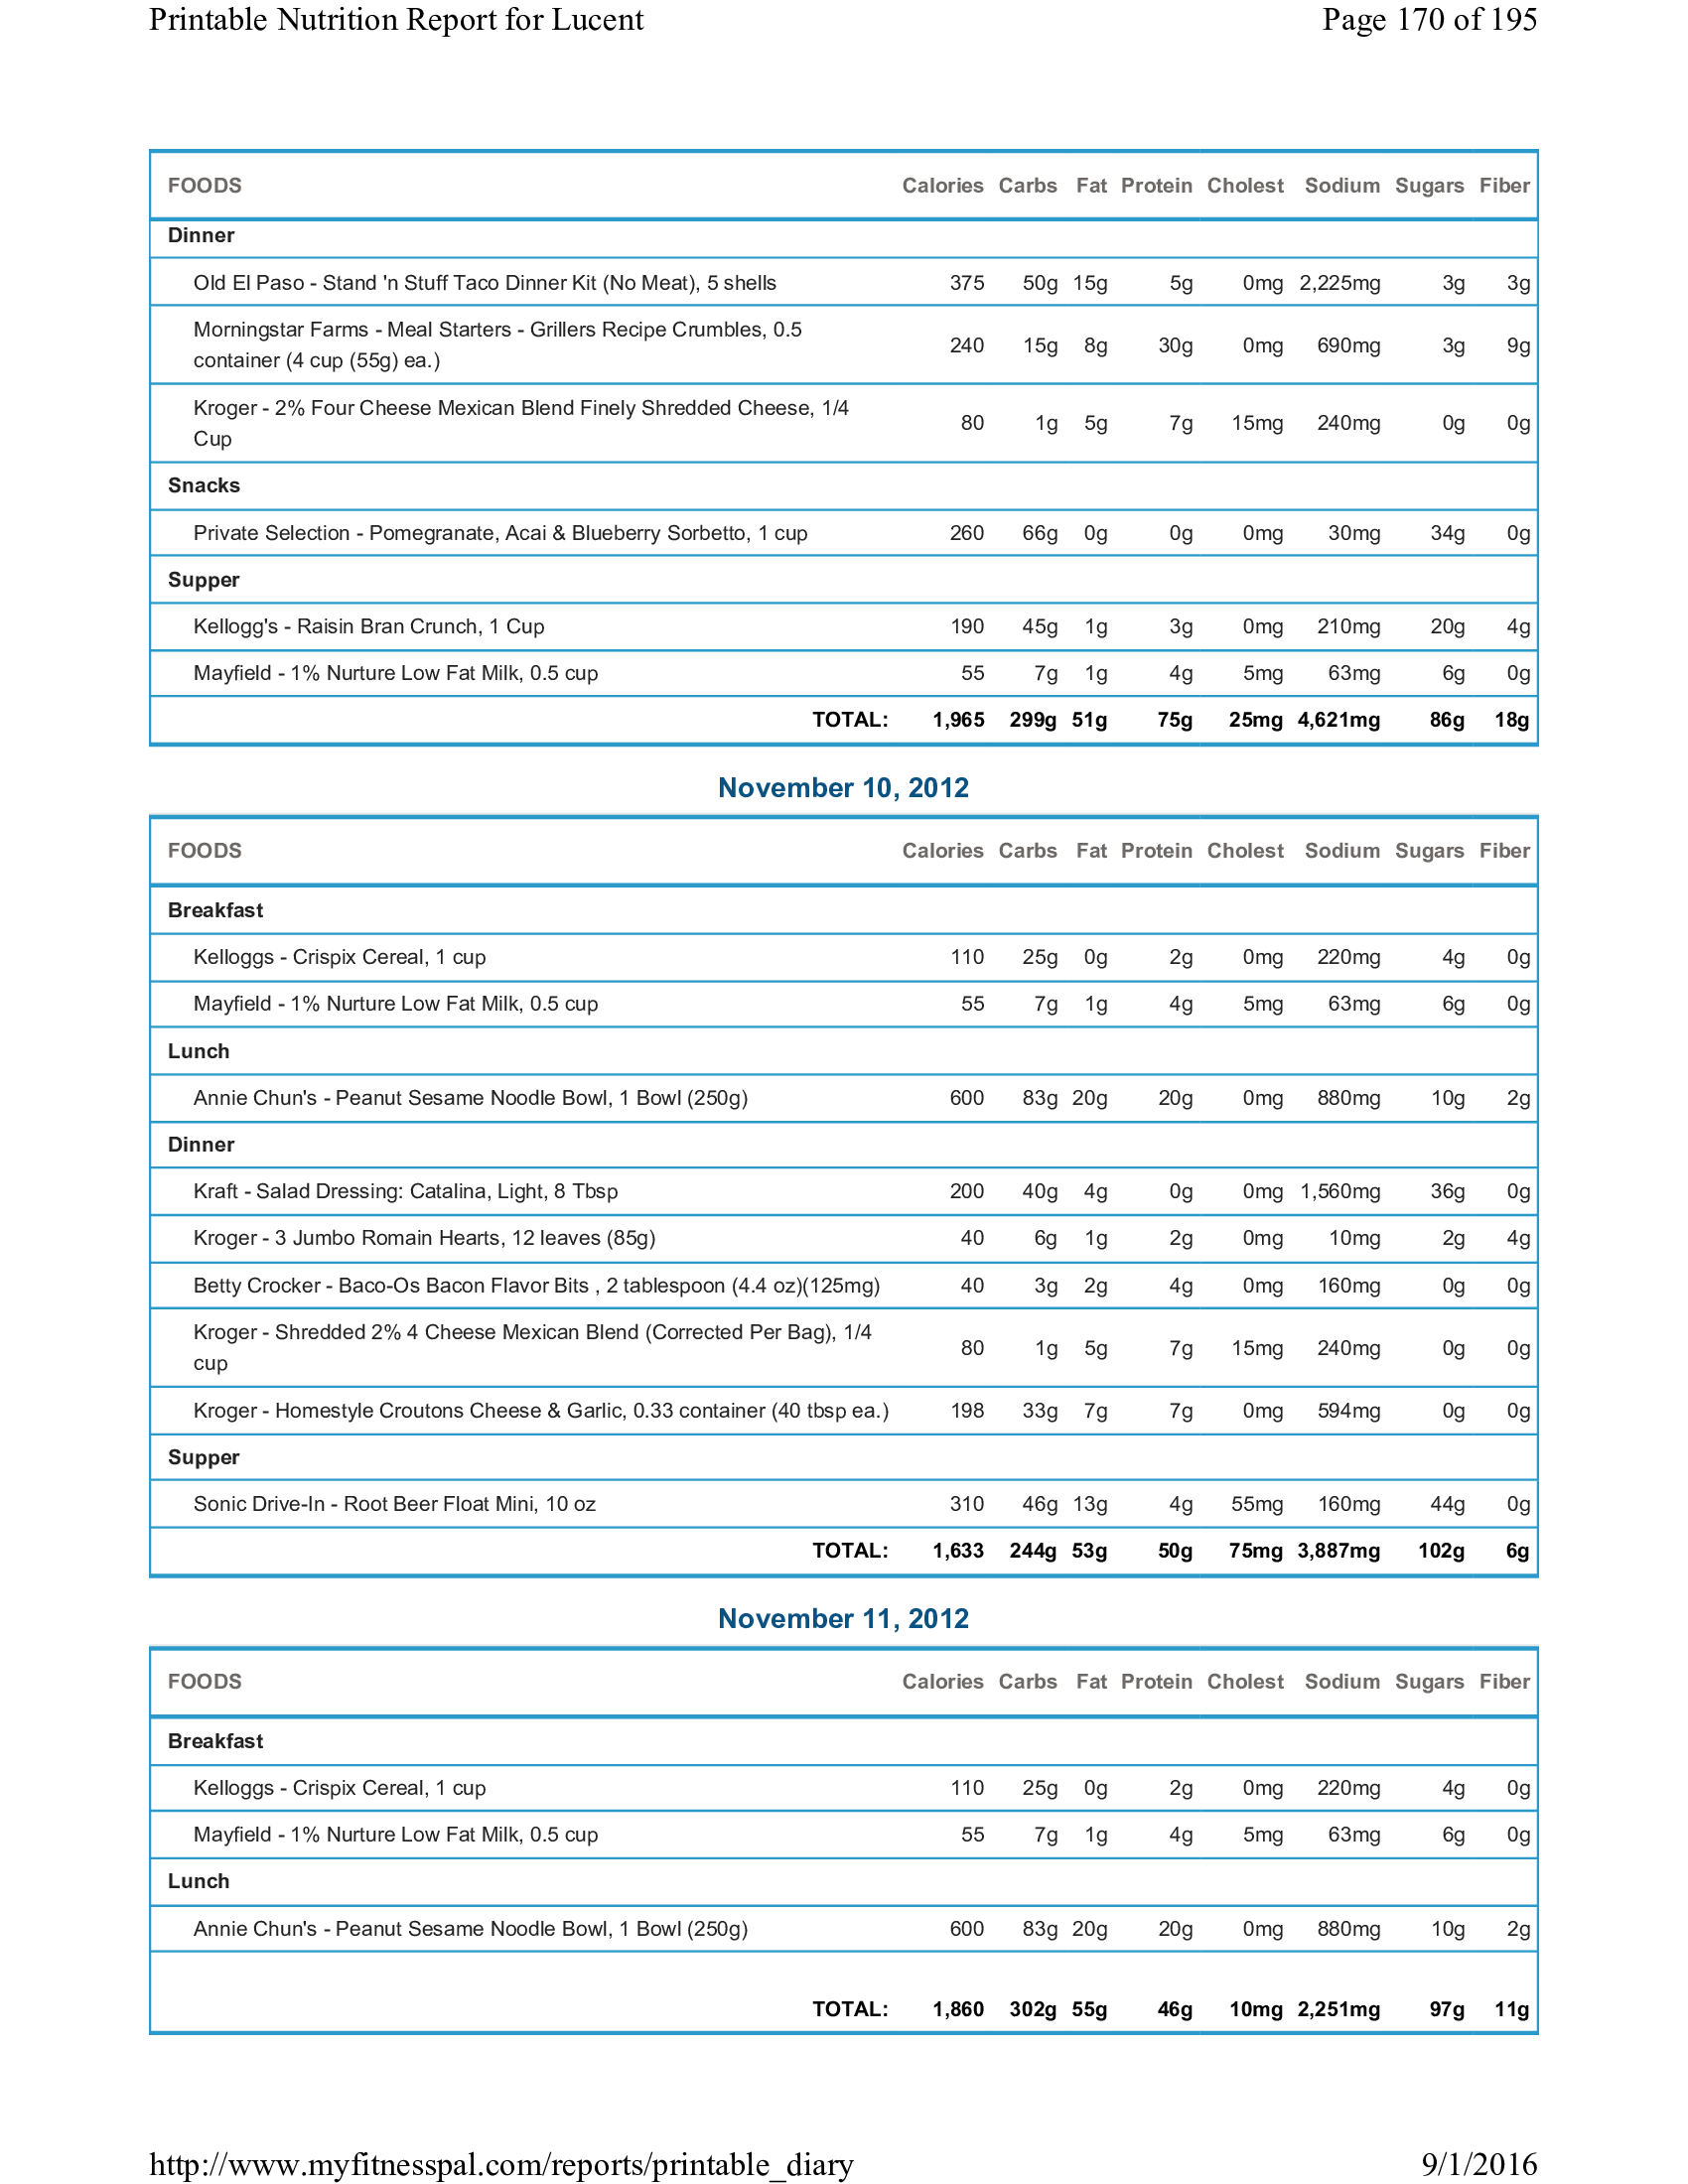 Printable Nutrition Report for Lucent Page 170 of 195
FOODS Calories Carbs Fat Protein Cholest Sodium Sugars Fiber
Dinner
Old El Paso - Stand 'n Stuff Taco Dinner Kit (No Meat), 5 shells 375 50g 15g 5g 0mg 2,225mg 3g 3g
Morningstar Farms - Meal Starters - Grillers Recipe Crumbles, 0.5
container (4 cup (55g) ea.) 240 15g 8g 30g 0mg 690mg 3g 9g
Kroger - 2% Four Cheese Mexican Blend Finely Shredded Cheese, 1/4
Cup 80 1g 5g 7g 15mg 240mg 0g 0g
Snacks
Private Selection - Pomegranate, Acai & Blueberry Sorbetto, 1 cup 260 66g 0g 0g 0mg 30mg 34g 0g
Supper
Kellogg's - Raisin Bran Crunch, 1 Cup 190 45g 1g 3g 0mg 210mg 20g 4g
Mayfield - 1% Nurture Low Fat Milk, 0.5 cup 55 7g 1g 4g 5mg 63mg 6g 0g
TOTAL: 1,965 299g 51g 75g 25mg 4,621mg 86g 18g
November 10, 2012
FOODS Calories Carbs Fat Protein Cholest Sodium Sugars Fiber
Breakfast
Kelloggs - Crispix Cereal, 1 cup 110 25g 0g 2g 0mg 220mg 4g 0g
Mayfield - 1% Nurture Low Fat Milk, 0.5 cup 55 7g 1g 4g 5mg 63mg 6g 0g
Lunch
Annie Chun's - Peanut Sesame Noodle Bowl, 1 Bowl (250g) 600 83g 20g 20g 0mg 880mg 10g 2g
Dinner
Kraft - Salad Dressing: Catalina, Light, 8 Tbsp 200 40g 4g 0g 0mg 1,560mg 36g 0g
Kroger - 3 Jumbo Romain Hearts, 12 leaves (85g) 40 6g 1g 2g 0mg 10mg 2g 4g
Betty Crocker - Baco-Os Bacon Flavor Bits , 2 tablespoon (4.4 oz)(125mg) 40 3g 2g 4g 0mg 160mg 0g 0g
Kroger - Shredded 2% 4 Cheese Mexican Blend (Corrected Per Bag), 1/4
cup 80 1g 5g 7g 15mg 240mg 0g 0g
Kroger - Homestyle Croutons Cheese & Garlic, 0.33 container (40 tbsp ea.) 198 33g 7g 7g 0mg 594mg 0g 0g
Supper
Sonic Drive-In - Root Beer Float Mini, 10 oz 310 46g 13g 4g 55mg 160mg 44g 0g
TOTAL: 1,633 244g 53g 50g 75mg 3,887mg 102g 6g
November 11, 2012
FOODS Calories Carbs Fat Protein Cholest Sodium Sugars Fiber
Breakfast
Kelloggs - Crispix Cereal, 1 cup 110 25g 0g 2g 0mg 220mg 4g 0g
Mayfield - 1% Nurture Low Fat Milk, 0.5 cup 55 7g 1g 4g 5mg 63mg 6g 0g
Lunch
Annie Chun's - Peanut Sesame Noodle Bowl, 1 Bowl (250g) 600 83g 20g 20g 0mg 880mg 10g 2g
TOTAL: 1,860 302g 55g 46g 10mg 2,251mg 97g 11g
http://www.myfitnesspal.com/reports/printable_diary 9/1/2016